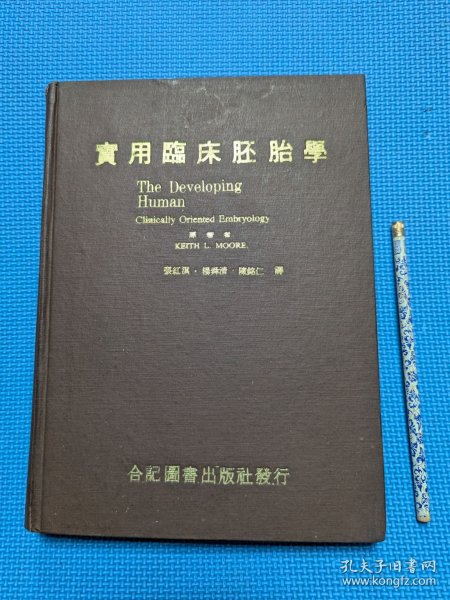 實用臨床胚胎學
The Developing
Human
Clinically Oriented Embryology
原著者
KEITH L. MOORE
張紅淇・楊舜清・陳銘仁 譯
合記圖書出版社發行
孔夫子旧书网
www.kongfz.com